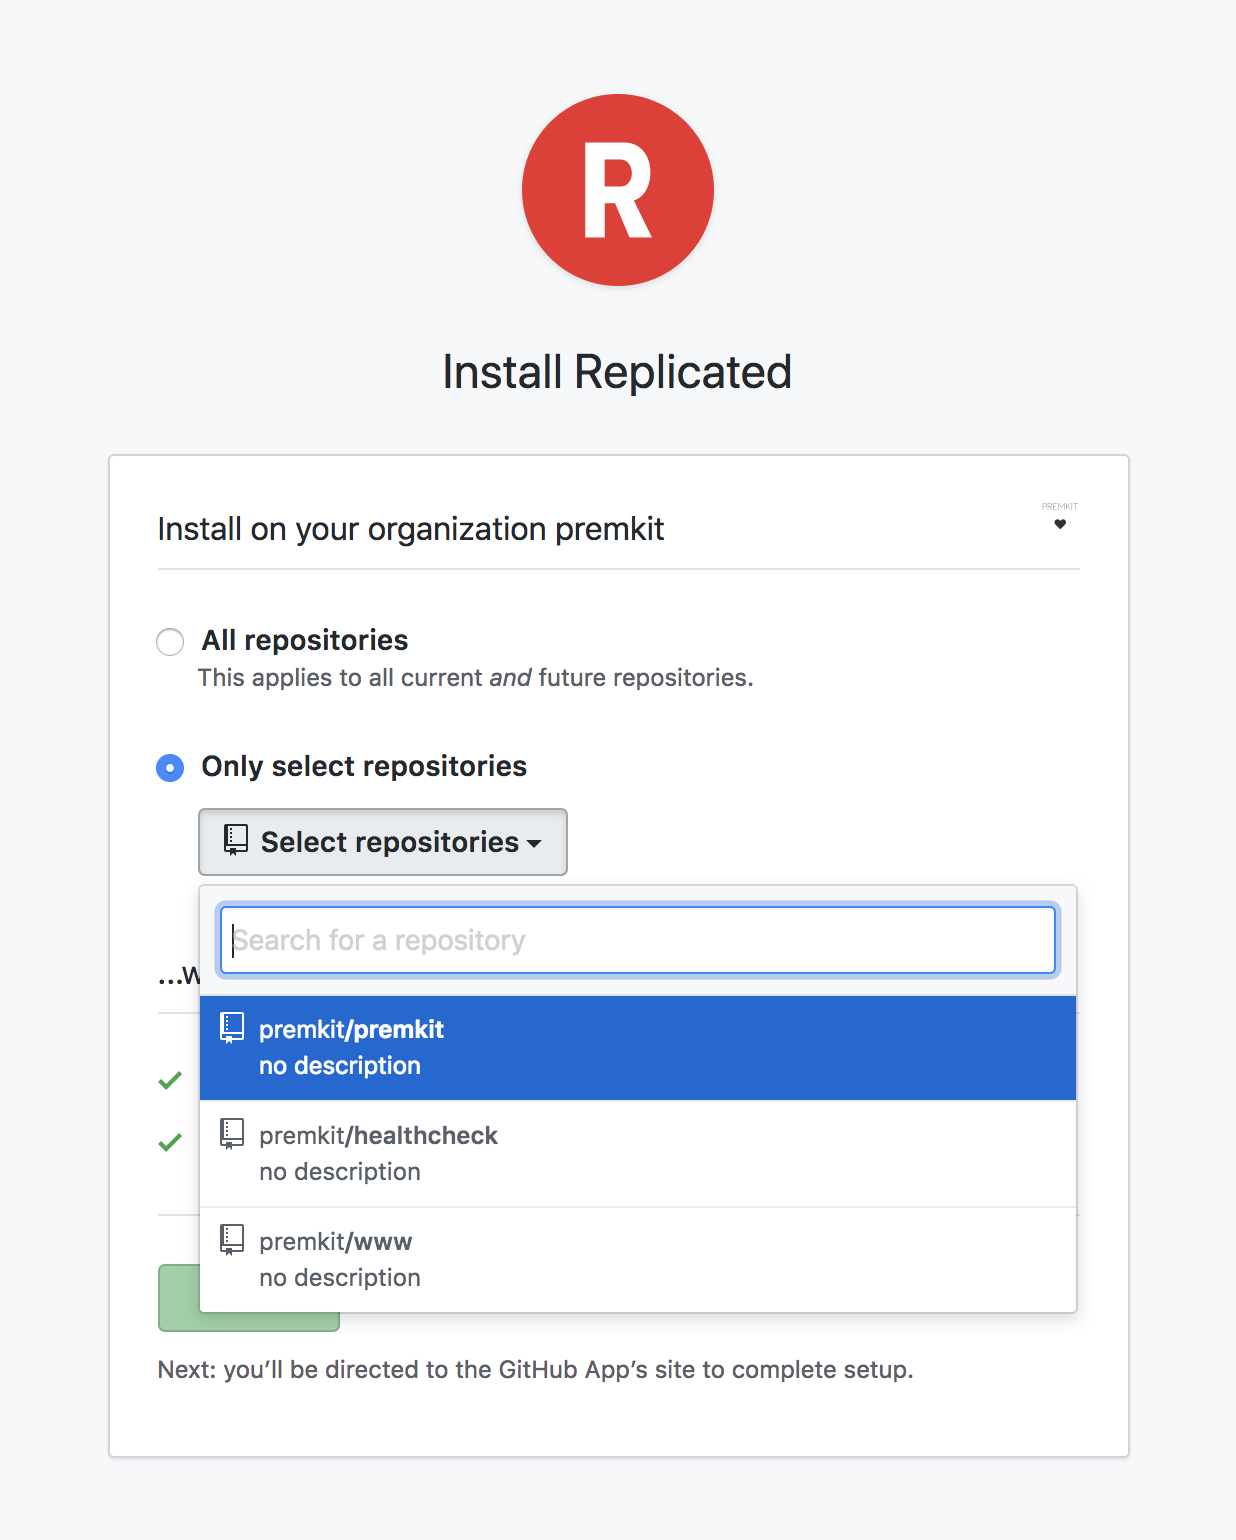 R
Install Replicated
PREMKIT
Install on your organization premkit
All repositories
This applies to all current and future repositories.
Only select repositories
Select repositories
Search for a repository
premkit/premkit
no description
premkit/healthcheck
no description
premkit/www
no description
Next: you’ll be directed to the GitHub App’s site to complete setup.